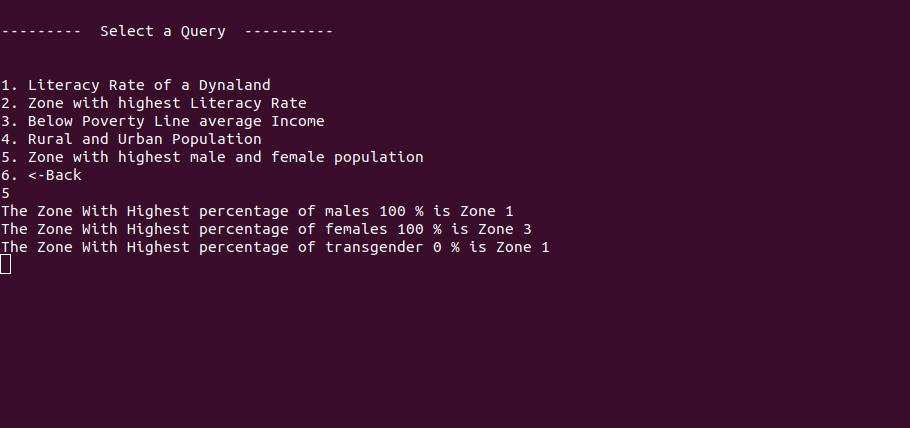 ---------  Select a Query  ----------
1. Literacy Rate of a Dynaland
2. Zone with highest Literacy Rate
3. Below Poverty Line average Income
4. Rural and Urban Population
5. Zone with highest male and female population
6. <-Back
5
The Zone With Highest percentage of males 100 % is Zone 1
The Zone With Highest percentage of females 100 % is Zone 3
The Zone With Highest percentage of transgender 0 % is Zone 1